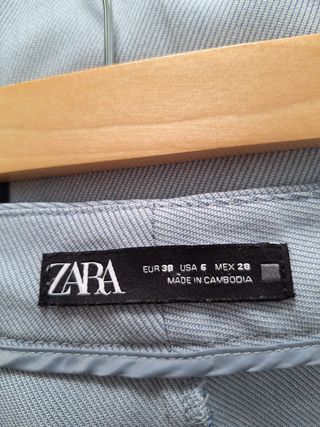 ZARA
EUR 38 USA 6 MEX 28
MADE IN CAMBODIA